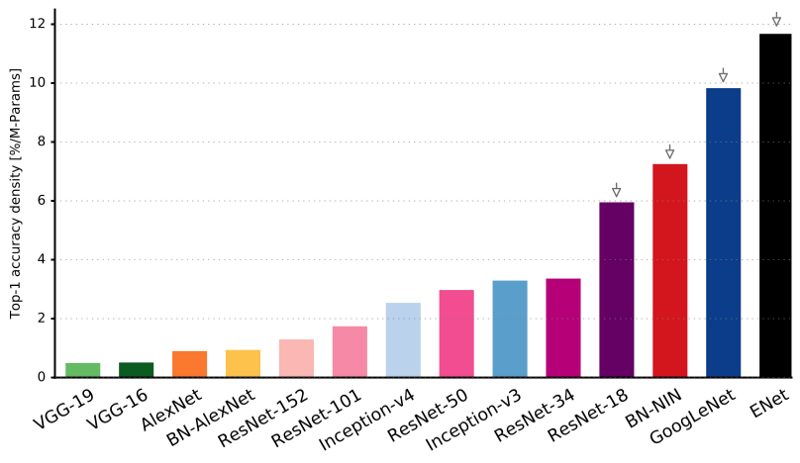 Top-1 accuracy density [%/M-Params]
12
10
8
6
4
2
0
VGG-19
VGG-16
AlexNet
BN-AlexNet
ResNet-152
ResNet-101
Inception-v4
ResNet-50
Inception-v3
ResNet-34
ResNet-18
BN-NIN
GoogLeNet
ENet